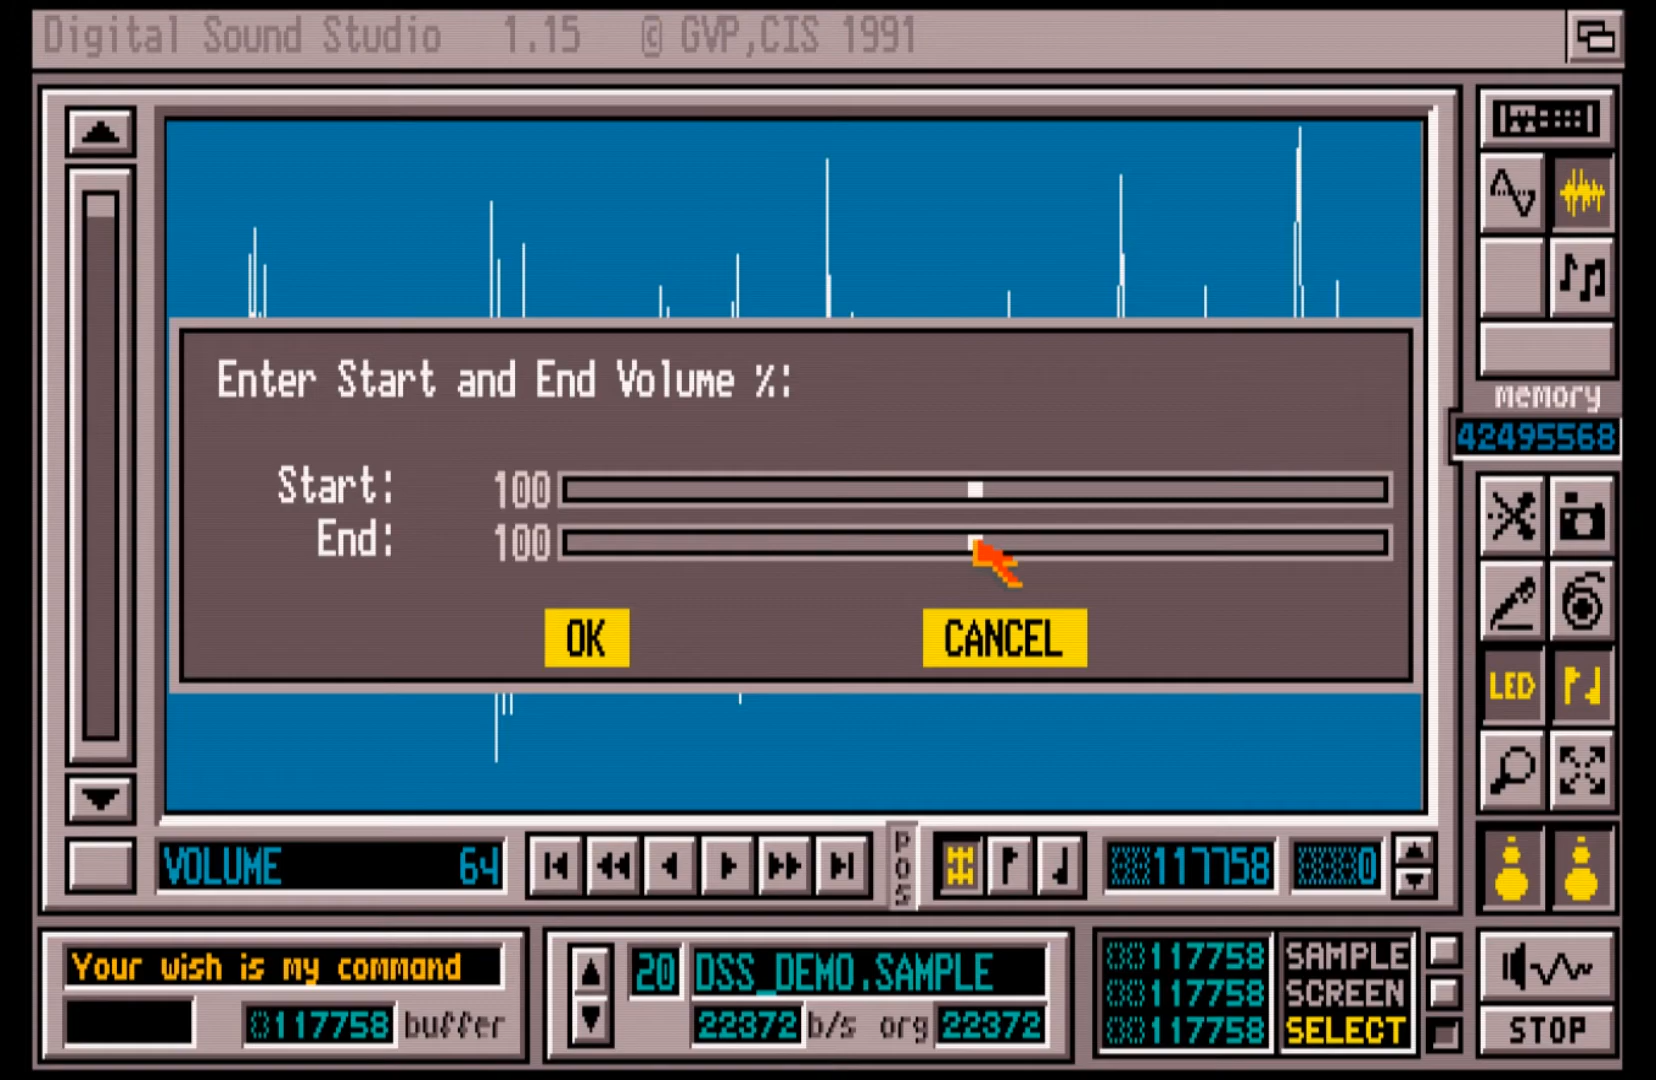 Digital Sound Studio 1.15 © GVP,CIS 1991
Enter Start and End Volume %:
Start: 100
End: 100
OK CANCEL
memory
42495568
LED
VOLUME 64
POS
117758 0
Your wish is my command
117758 buffer
20 DSS_DEMO.SAMPLE
22372 b/s org 22372
117758 SAMPLE
117758 SCREEN
117758 SELECT
STOP